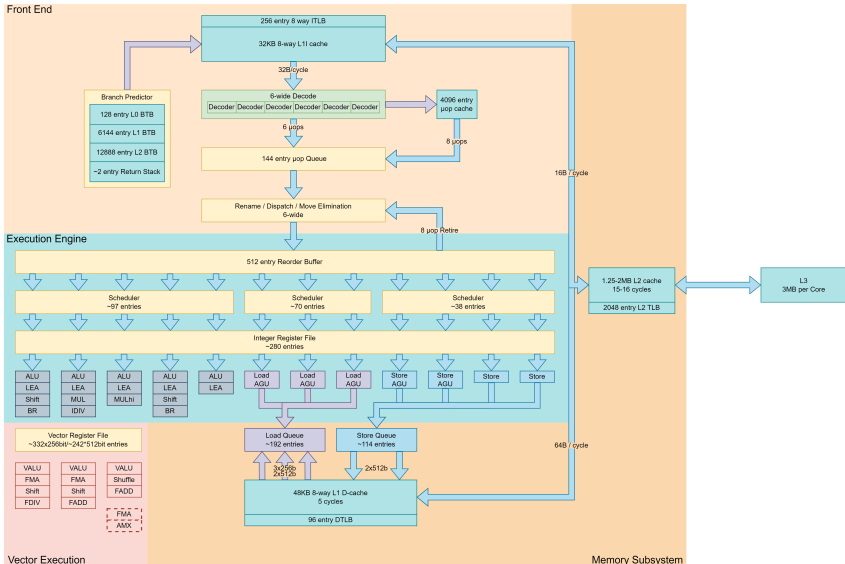 Front End
256 entry 8 way ITLB
32KB 8-way L1I cache
32B/cycle
Branch Predictor
128 entry L0 BTB
6144 entry L1 BTB
12888 entry L2 BTB
~2 entry Return Stack
6-wide Decode
Decoder Decoder Decoder Decoder Decoder Decoder
4096 entry
μop cache
6 μops
8 μops
144 entry μop Queue
16B / cycle
Rename / Dispatch / Move Elimination
6-wide
8 μop Retire
Execution Engine
512 entry Reorder Buffer
Scheduler
~97 entries
Scheduler
~70 entries
Scheduler
~38 entries
Integer Register File
~280 entries
1.25-2MB L2 cache
15-16 cycles
2048 entry L2 TLB
L3
3MB per Core
ALU
LEA
Shift
BR
ALU
LEA
MUL
IDIV
ALU
LEA
MULhi
ALU
LEA
Shift
BR
ALU
LEA
Load
AGU
Load
AGU
Load
AGU
Store
AGU
Store
AGU
Store
Store
Vector Register File
~332x256bit/~242*512bit entries
Load Queue
~192 entries
Store Queue
~114 entries
64B / cycle
VALU
FMA
Shift
FDIV
VALU
FMA
Shift
FADD
VALU
Shuffle
FADD
FMA
AMX
3x256b
2x512b
2x512b
48KB 8-way L1 D-cache
5 cycles
96 entry DTLB
Vector Execution
Memory Subsystem